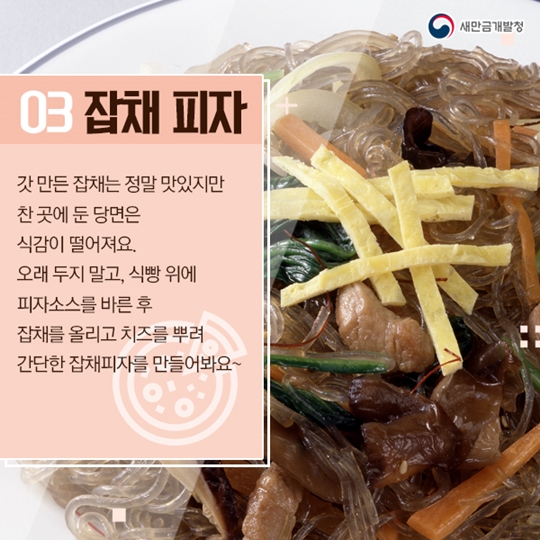 새만금개발청
03 잡채 피자
갓 만든 잡채는 정말 맛있지만
찬 곳에 둔 당면은
식감이 떨어져요.
오래 두지 말고, 식빵 위에
피자소스를 바른 후
잡채를 올리고 치즈를 뿌려
간단한 잡채피자를 만들어봐요~